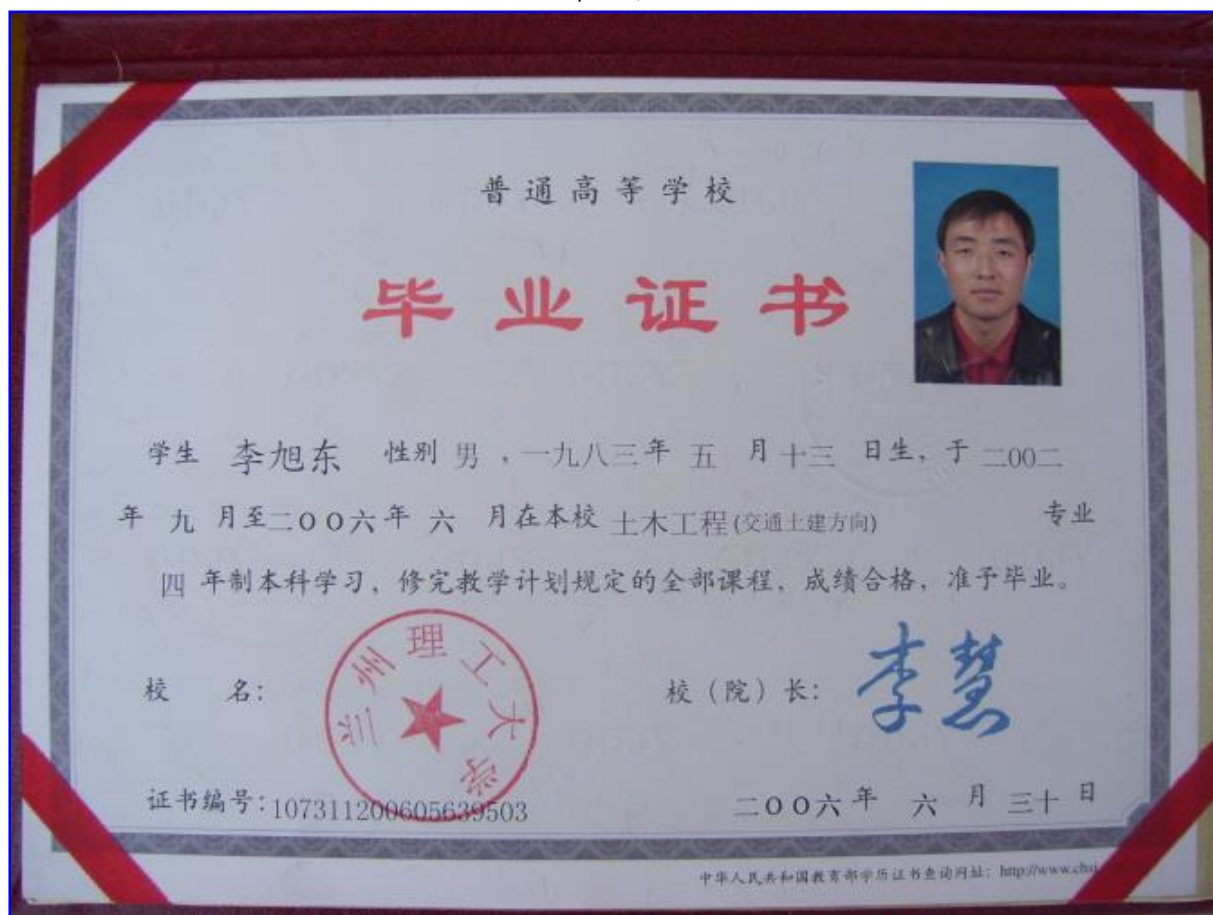 普通高等学校
毕业证书
学生 李旭东 性别 男 ，一九八三年 五 月 十三 日生，于 二00二
年 九 月至二00六年 六 月在本校 土木工程(交通土建方向) 专业
四 年制本科学习，修完教学计划规定的全部课程，成绩合格，准予毕业。
兰州理工大学
校 名： 校（院）长： 李慧
证书编号：107311200605639503 二00六年 六 月 三十 日
中华人民共和国教育部学历证书查询网址：http://www.chsi